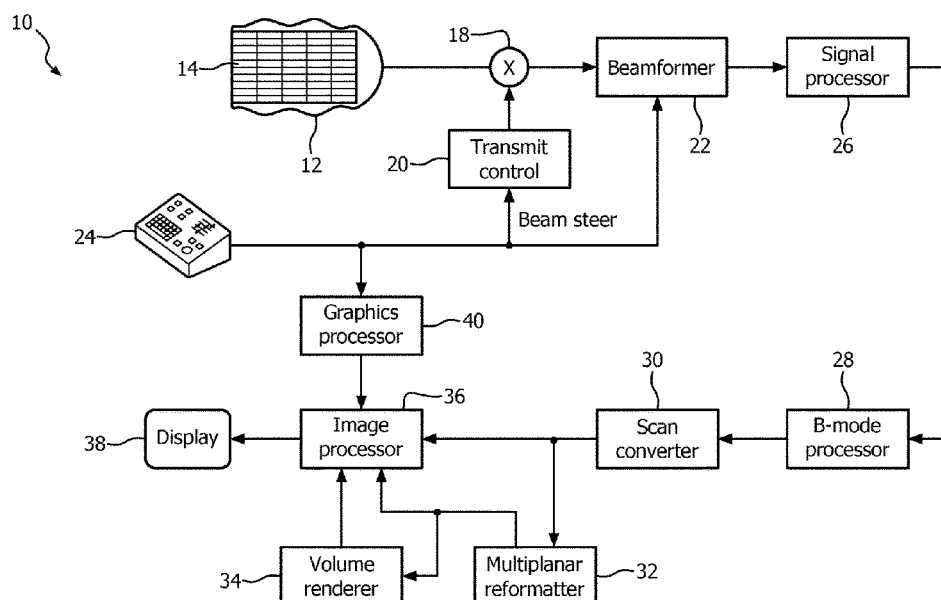 10
14
12
18
X
Beamformer
22
Signal
processor
26
20
Transmit
control
24
Beam steer
Graphics
processor
40
36
30
28
38
Display
Image
processor
Scan
converter
B-mode
processor
34
Volume
renderer
Multiplanar
reformatter
32